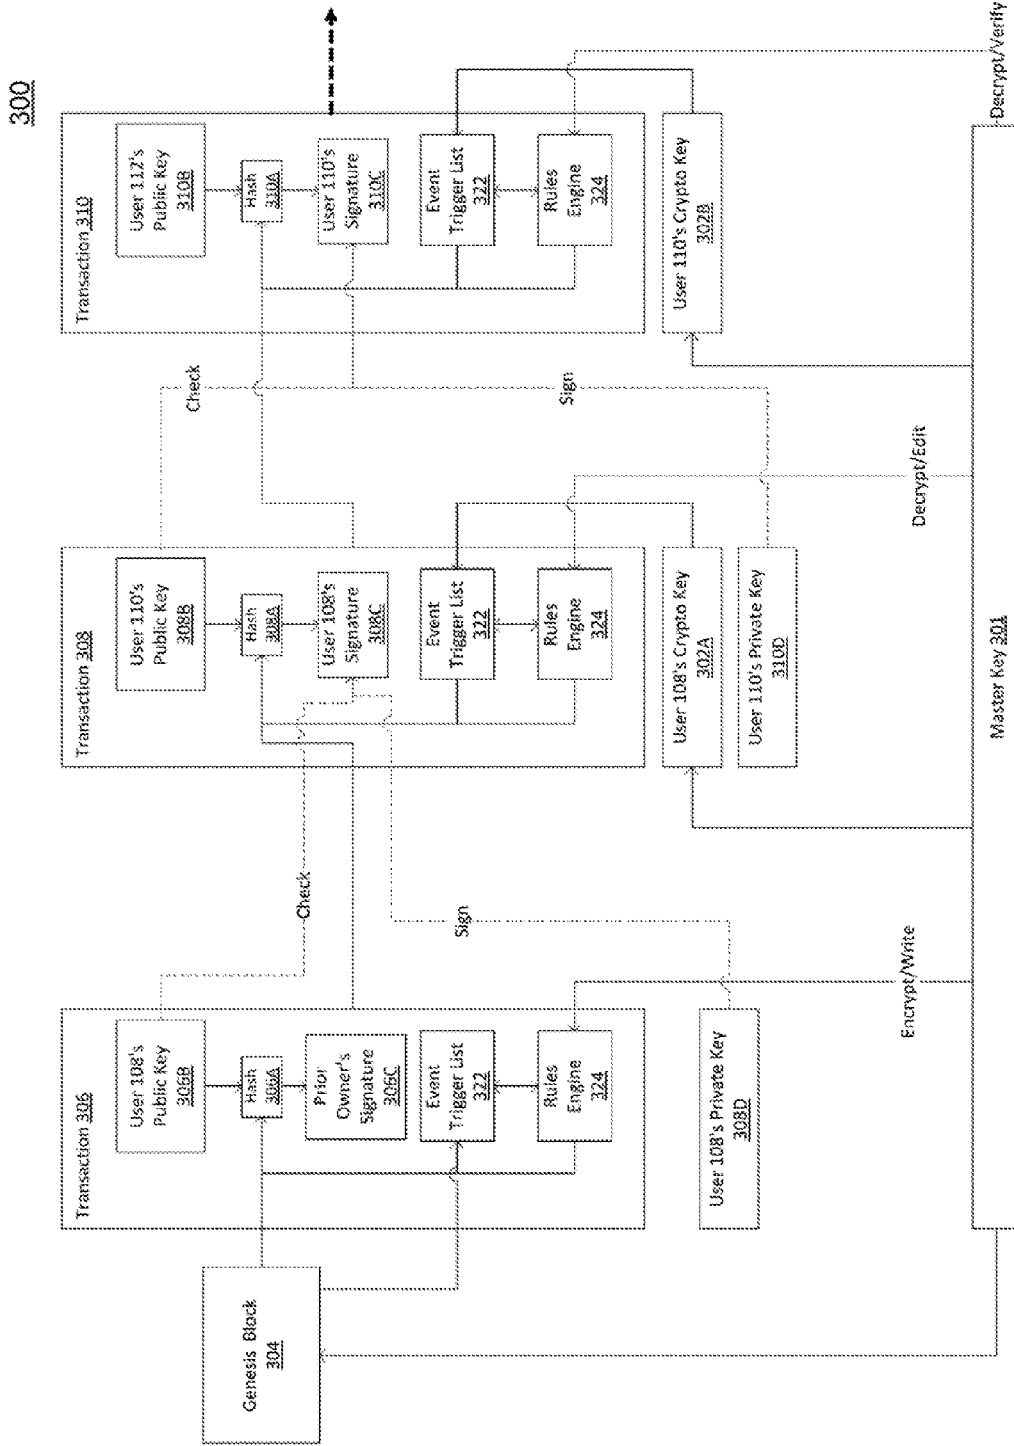 300
Genesis Block
304
Transaction 306
User 108's
Public Key
306B
Hash
306A
Prior
Owner's
Signature
306C
Event
Trigger List
322
Rules
Engine
324
User 108's Private Key
308D
Check
Sign
Encrypt/Write
Transaction 308
User 110's
Public Key
308B
Hash
308A
User 108's
Signature
308C
Event
Trigger List
322
Rules
Engine
324
User 108's Crypto Key
302A
User 110's Private Key
310D
Check
Sign
Decrypt/Edit
Transaction 310
User 112's
Public Key
310B
Hash
310A
User 110's
Signature
310C
Event
Trigger List
322
Rules
Engine
324
User 110's Crypto Key
302B
Decrypt/Verify
Master Key 301